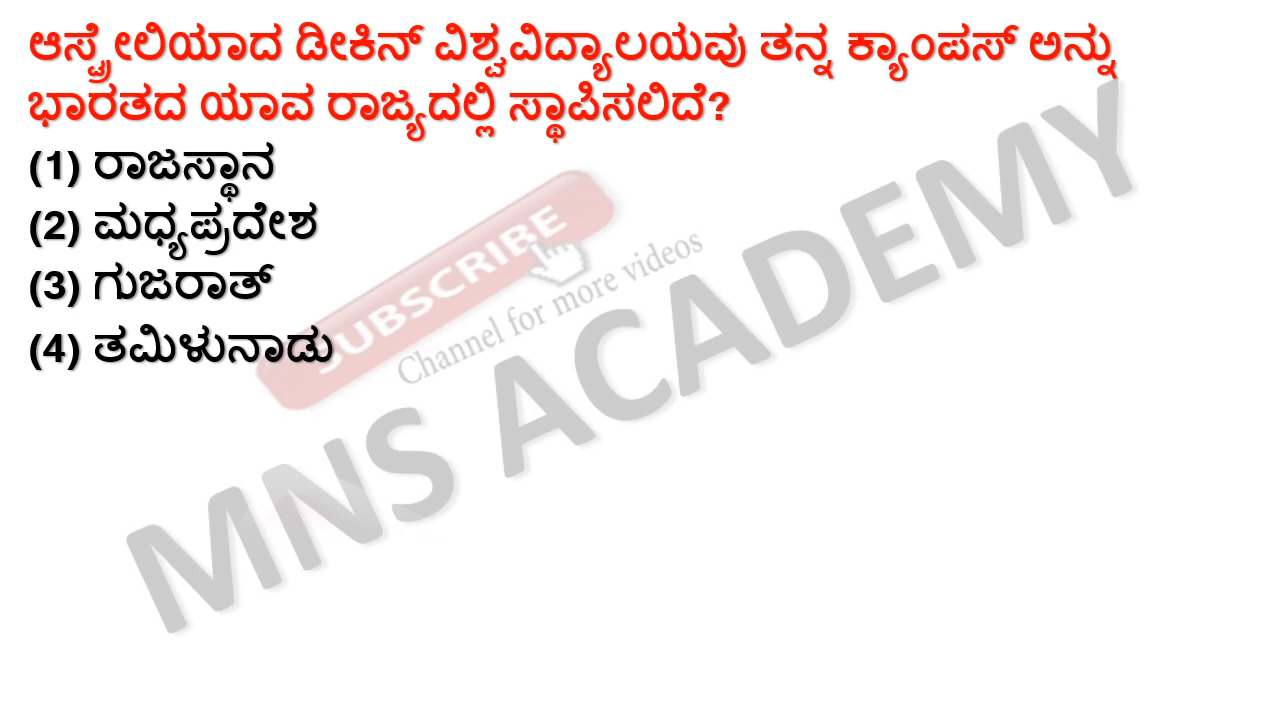 ಆಸ್ಟ್ರೇಲಿಯಾದ ಡೀಕಿನ್ ವಿಶ್ವವಿದ್ಯಾಲಯವು ತನ್ನ ಕ್ಯಾಂಪಸ್ ಅನ್ನು
ಭಾರತದ ಯಾವ ರಾಜ್ಯದಲ್ಲಿ ಸ್ಥಾಪಿಸಲಿದೆ?
(1) ರಾಜಸ್ಥಾನ
(2) ಮಧ್ಯಪ್ರದೇಶ
(3) ಗುಜರಾತ್
(4) ತಮಿಳುನಾಡು
SUBSCRIBE
Channel for more videos
MNS ACADEMY